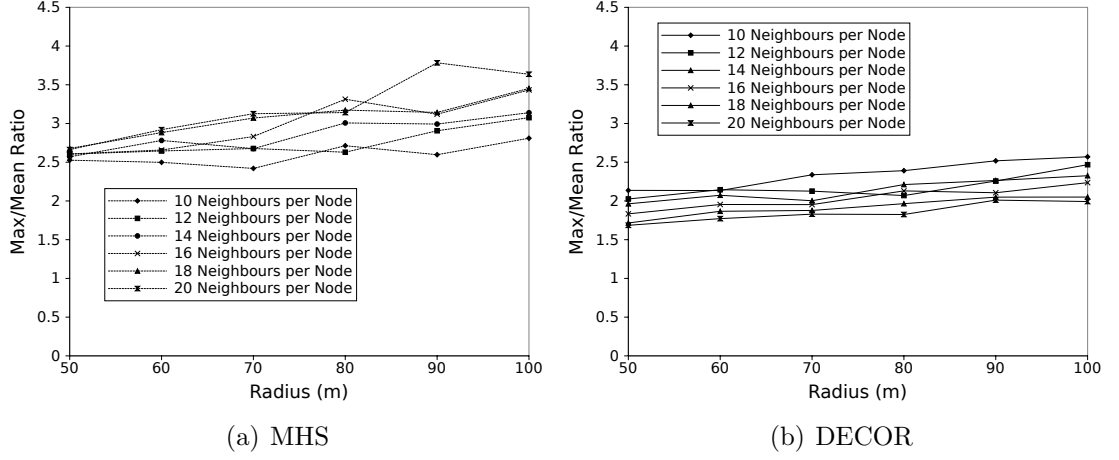 4.5
4
3.5
3
2.5
2
1.5
1
0.5
0
Max/Mean Ratio
10 Neighbours per Node
12 Neighbours per Node
14 Neighbours per Node
16 Neighbours per Node
18 Neighbours per Node
20 Neighbours per Node
50 60 70 80 90 100
Radius (m)
(a) MHS
4.5
4
3.5
3
2.5
2
1.5
1
0.5
0
Max/Mean Ratio
10 Neighbours per Node
12 Neighbours per Node
14 Neighbours per Node
16 Neighbours per Node
18 Neighbours per Node
20 Neighbours per Node
50 60 70 80 90 100
Radius (m)
(b) DECOR